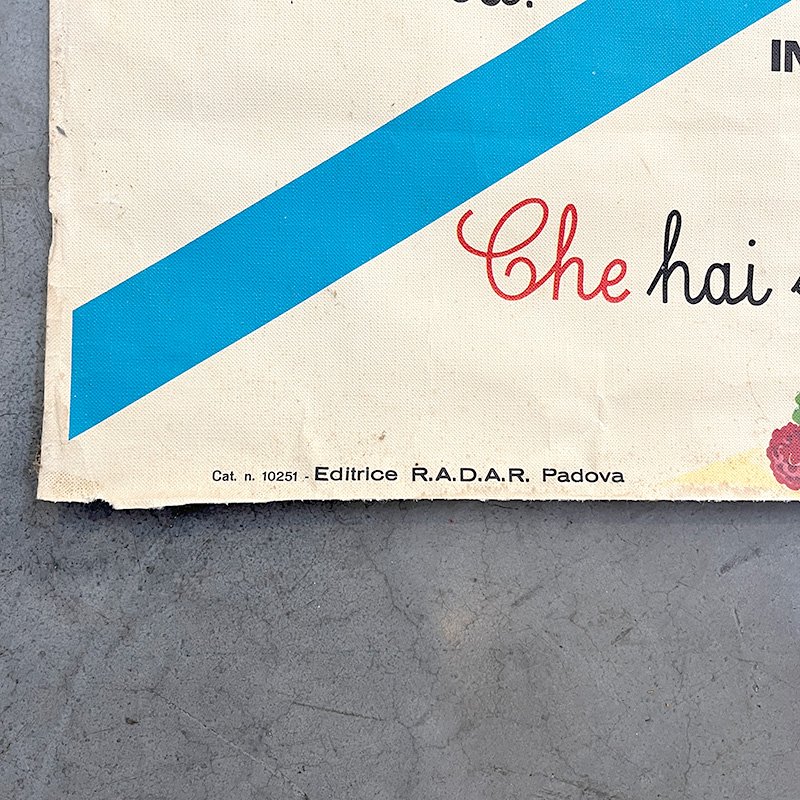 IN
Che hai
Cat. n. 10251 - Editrice R.A.D.A.R. Padova